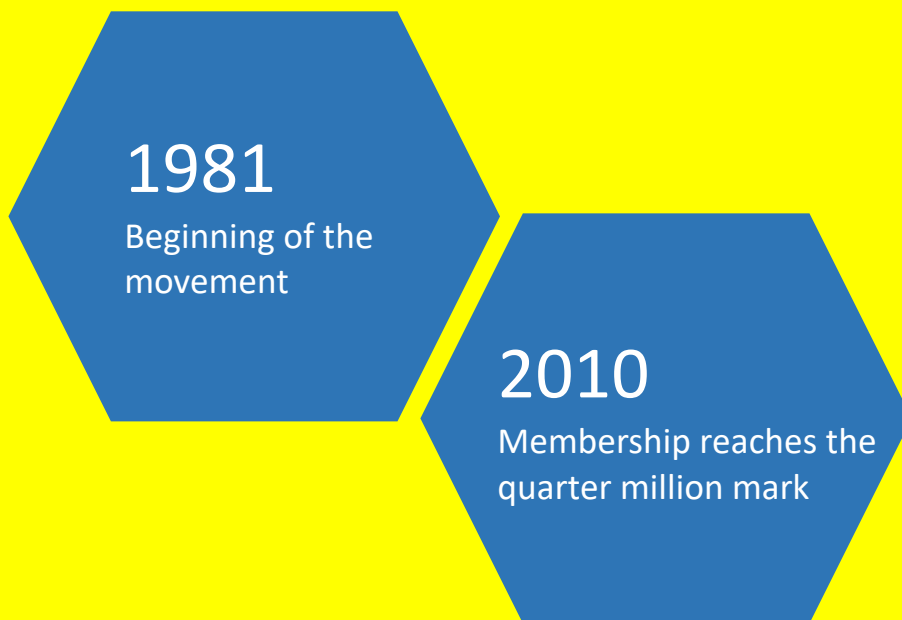 1981
Beginning of the
movement
2010
Membership reaches the
quarter million mark